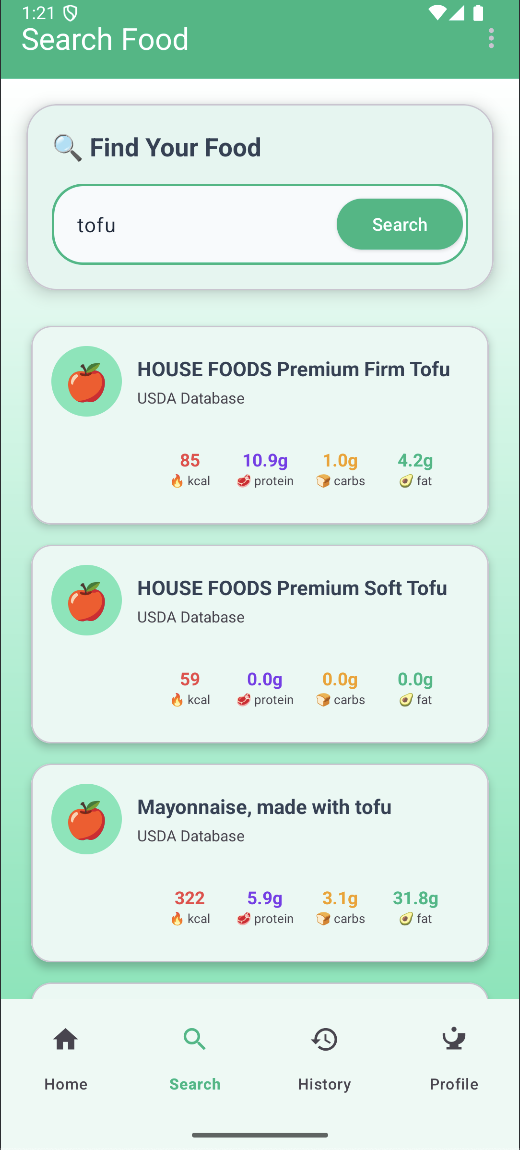 1:21
Search Food
🔍 Find Your Food
tofu
Search
HOUSE FOODS Premium Firm Tofu
USDA Database
85 10.9g 1.0g 4.2g
🔥 kcal 🥩 protein 🍞 carbs 🥑 fat
HOUSE FOODS Premium Soft Tofu
USDA Database
59 0.0g 0.0g 0.0g
🔥 kcal 🥩 protein 🍞 carbs 🥑 fat
Mayonnaise, made with tofu
USDA Database
322 5.9g 3.1g 31.8g
🔥 kcal 🥩 protein 🍞 carbs 🥑 fat
Home Search History Profile